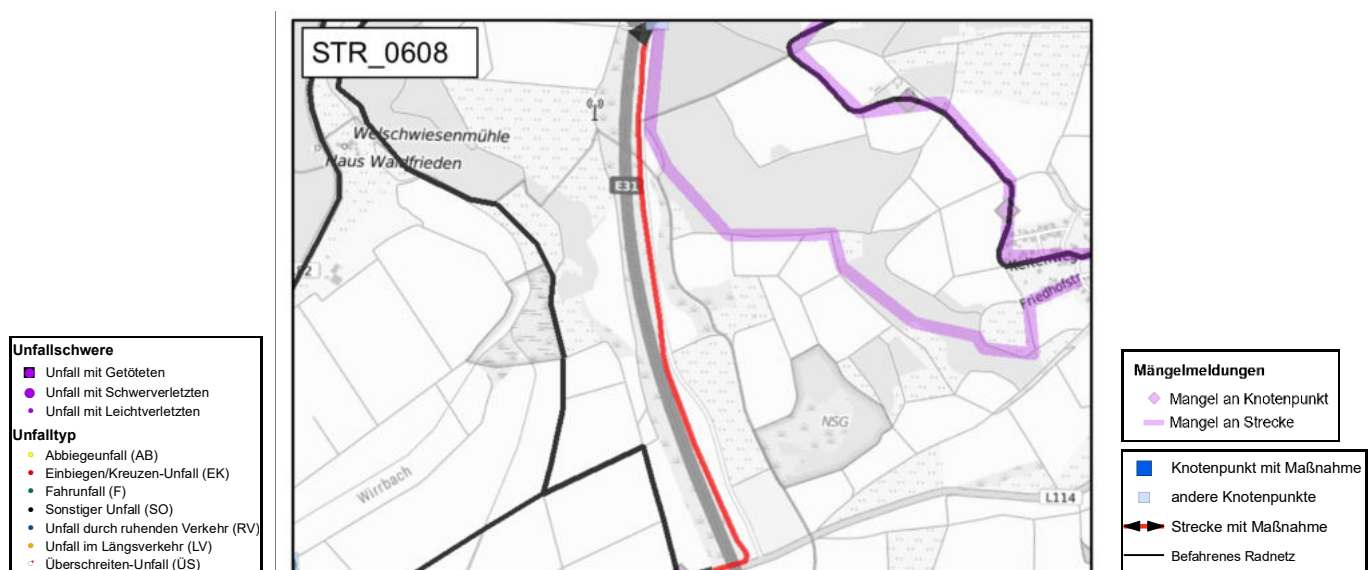 STR_0608
Welschwiesenmühle
Haus Waldfrieden
E31
Friedhofstr
NSG
Wirrbach
L114
Unfallschwere
Unfall mit Getöteten
Unfall mit Schwerverletzten
Unfall mit Leichtverletzten
Unfalltyp
Abbiegeunfall (AB)
Einbiegen/Kreuzen-Unfall (EK)
Fahrunfall (F)
Sonstiger Unfall (SO)
Unfall durch ruhenden Verkehr (RV)
Unfall im Längsverkehr (LV)
Überschreiten-Unfall (ÜS)
Mängelmeldungen
Mangel an Knotenpunkt
Mangel an Strecke
Knotenpunkt mit Maßnahme
andere Knotenpunkte
Strecke mit Maßnahme
Befahrenes Radnetz